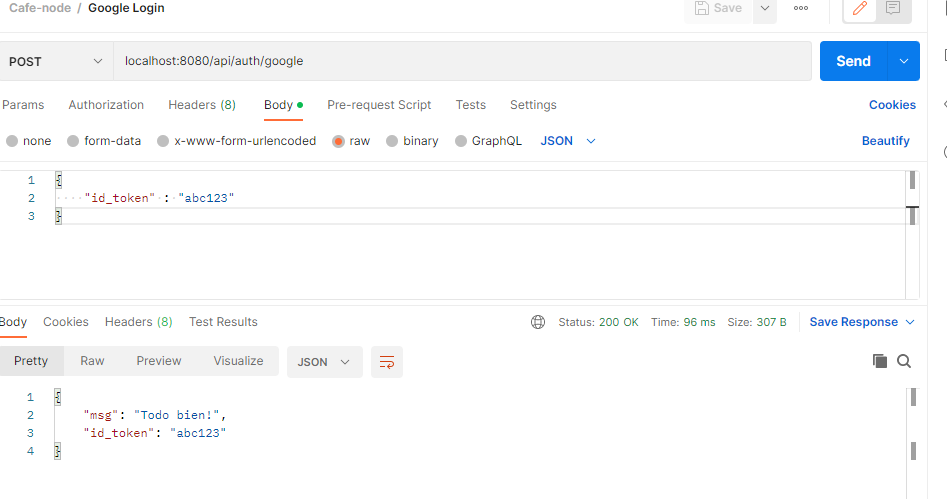 Cafe-node / Google Login
Save
POST localhost:8080/api/auth/google Send
Params Authorization Headers (8) Body Pre-request Script Tests Settings Cookies
none form-data x-www-form-urlencoded raw binary GraphQL JSON Beautify
1 {
2 "id_token" : "abc123"
3 }
Body Cookies Headers (8) Test Results Status: 200 OK Time: 96 ms Size: 307 B Save Response
Pretty Raw Preview Visualize JSON
1 {
2 "msg": "Todo bien!",
3 "id_token": "abc123"
4 }